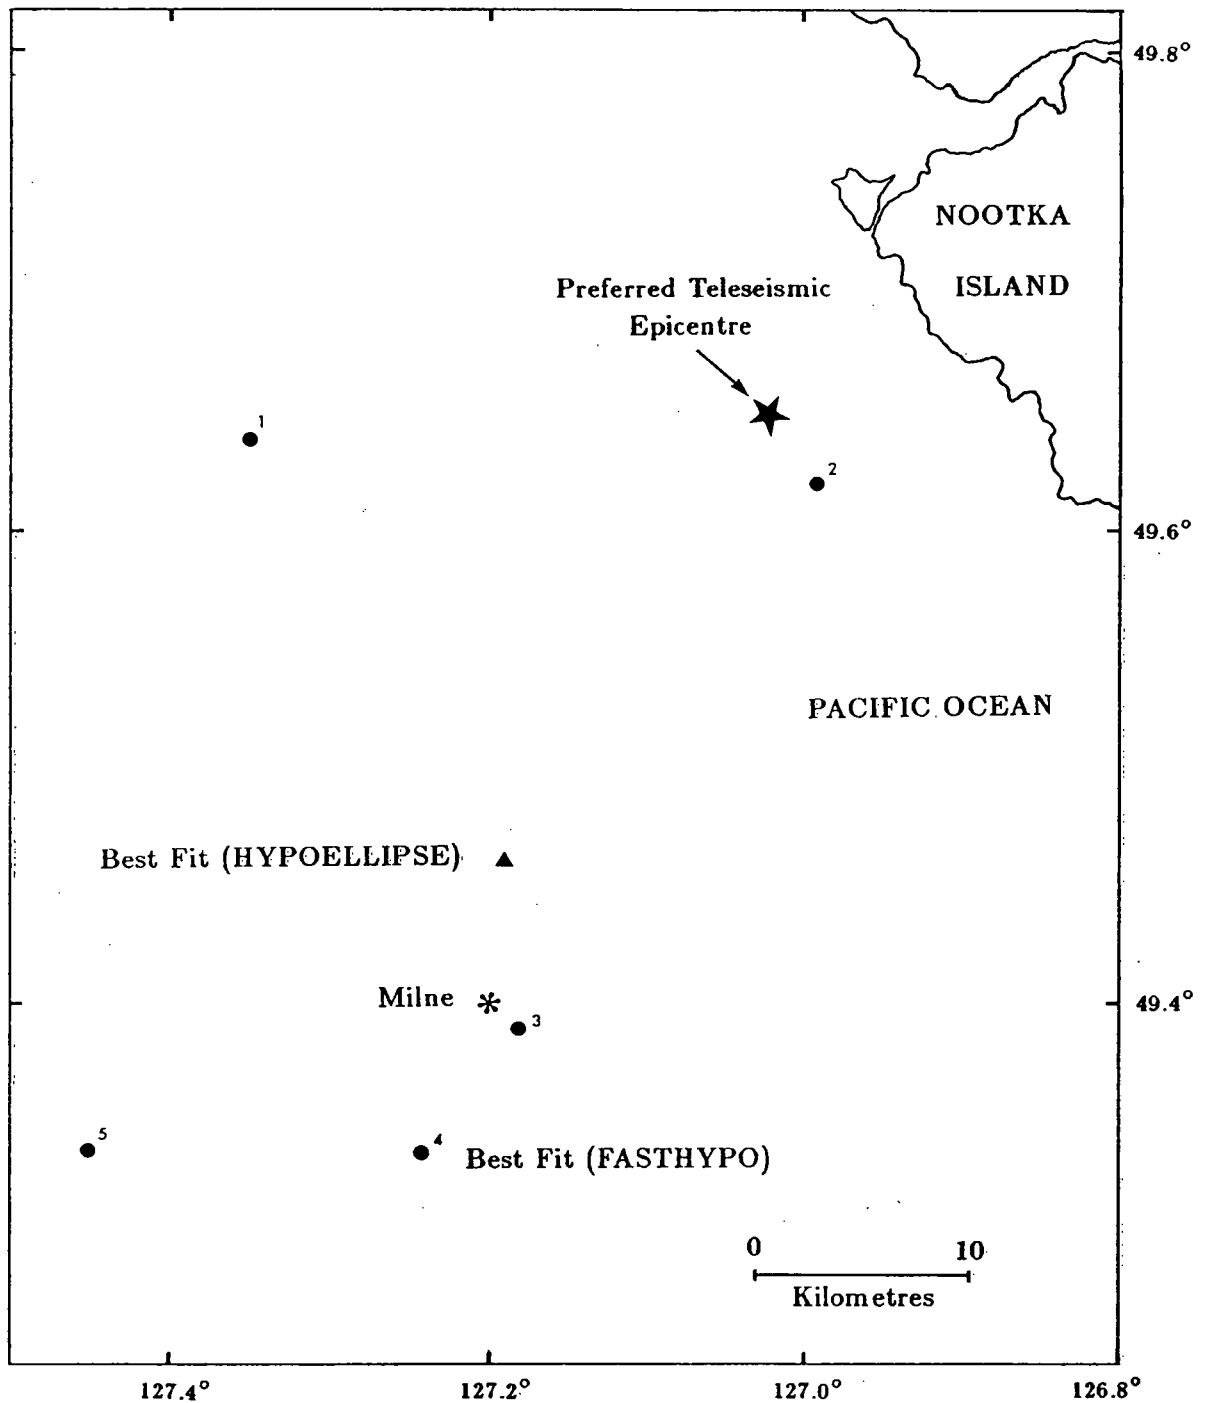 49.8°
NOOTKA
ISLAND
Preferred Teleseismic
Epicentre
1
2
49.6°
PACIFIC OCEAN
Best Fit (HYPOELLIPSE)
Milne
3
49.4°
5
4
Best Fit (FASTHYPO)
0 10
Kilometres
127.4° 127.2° 127.0° 126.8°